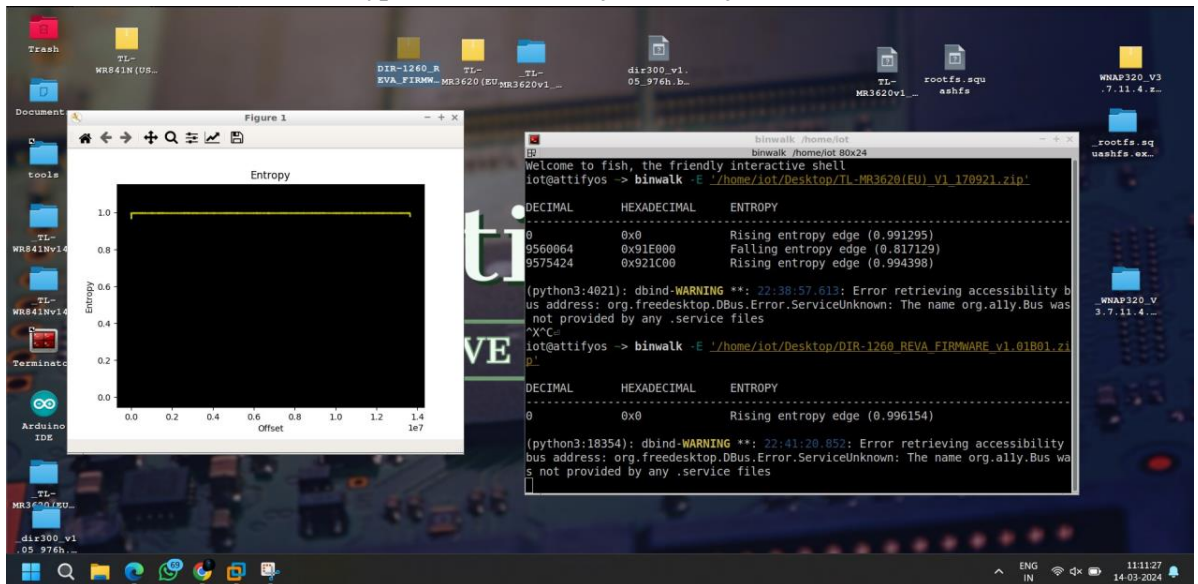 Trash
TL-
WR841N(US…
DIR-1260_R
EVA_FIRMW…
TL-
MR3620(EU…
_TL-
MR3620v1_…
dir300_v1.
05_976h.b…
TL-
MR3620v1_…
rootfs.squ
ashfs
WNAP320_V3
.7.11.4.z…
Document
tools
_TL-
WR841Nv14
_TL-
WR841Nv14
Terminato
Arduino
IDE
_TL-
MR3620(EU…
_dir300_v1
.05_976h.…
_rootfs.sq
uashfs.ex…
_WNAP320_V
3.7.11.4.…
Figure 1
Entropy
1.0
0.8
0.6
0.4
0.2
0.0
Entropy
0.0 0.2 0.4 0.6 0.8 1.0 1.2 1.4
1e7
Offset
ti
VE
binwalk /home/iot
binwalk /home/iot 80x24
Welcome to fish, the friendly interactive shell
iot@attifyos ~> binwalk -E '/home/iot/Desktop/TL-MR3620(EU)_V1_170921.zip'
DECIMAL HEXADECIMAL ENTROPY
--------------------------------------------------------------------------------
0 0x0 Rising entropy edge (0.991295)
9560064 0x91E000 Falling entropy edge (0.817129)
9575424 0x921C00 Rising entropy edge (0.994398)
(python3:4021): dbind-WARNING **: 22:38:57.613: Error retrieving accessibility b
us address: org.freedesktop.DBus.Error.ServiceUnknown: The name org.a11y.Bus was
not provided by any .service files
^X^C⏎
iot@attifyos ~> binwalk -E '/home/iot/Desktop/DIR-1260_REVA_FIRMWARE_v1.01B01.zi
p'
DECIMAL HEXADECIMAL ENTROPY
--------------------------------------------------------------------------------
0 0x0 Rising entropy edge (0.996154)
(python3:18354): dbind-WARNING **: 22:41:20.852: Error retrieving accessibility
bus address: org.freedesktop.DBus.Error.ServiceUnknown: The name org.a11y.Bus wa
s not provided by any .service files
69
ENG
IN
11:11:27
14-03-2024